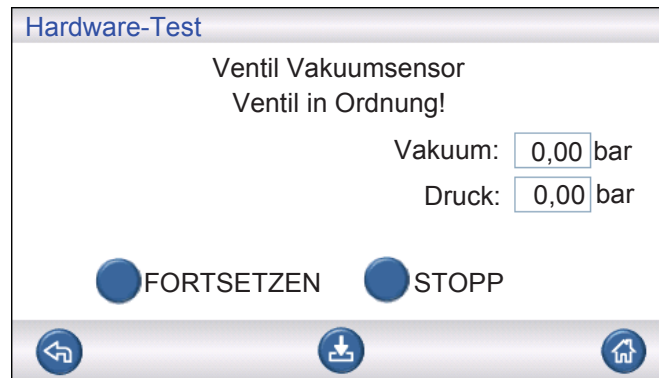 Hardware-Test
Ventil Vakuumsensor
Ventil in Ordnung!
Vakuum: 0,00 bar
Druck: 0,00 bar
FORTSETZEN STOPP